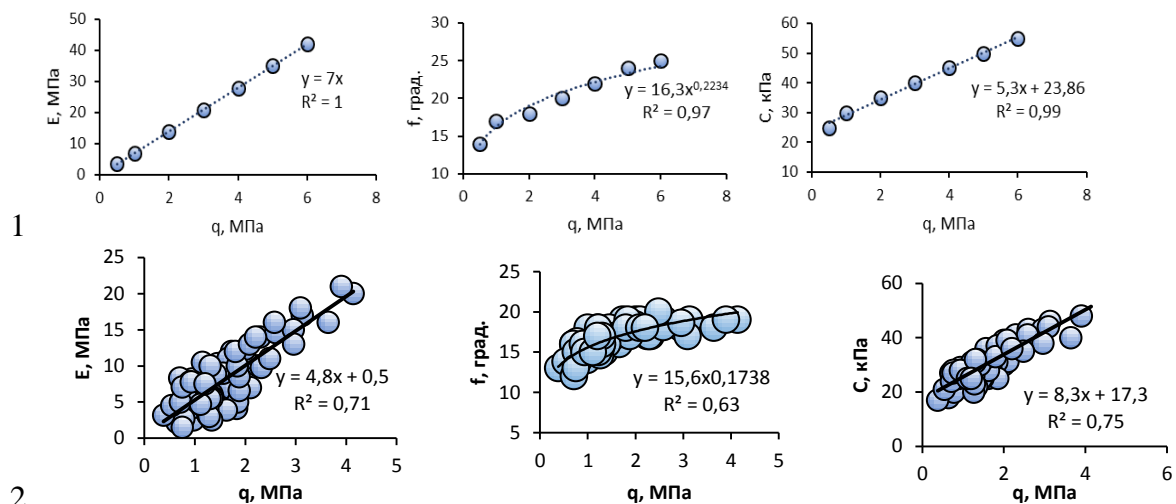 50
40
30
20
10
0
E, МПа
y = 7x
R² = 1
0 2 4 6 8
q, МПа
30
25
20
15
10
f, град.
y = 16,3x^0,2234
R² = 0,97
0 2 4 6 8
q, МПа
60
50
40
30
20
10
C, кПа
y = 5,3x + 23,86
R² = 0,99
0 2 4 6 8
q, МПа
1
25
20
15
10
5
0
E, МПа
y = 4,8x + 0,5
R² = 0,71
0 1 2 3 4 5
q, МПа
25
20
15
10
5
f, град.
y = 15,6x0,1738
R² = 0,63
0 1 2 3 4 5
q, МПа
60
40
20
0
C, кПа
y = 8,3x + 17,3
R² = 0,75
0 2 4 6
q, МПа
2